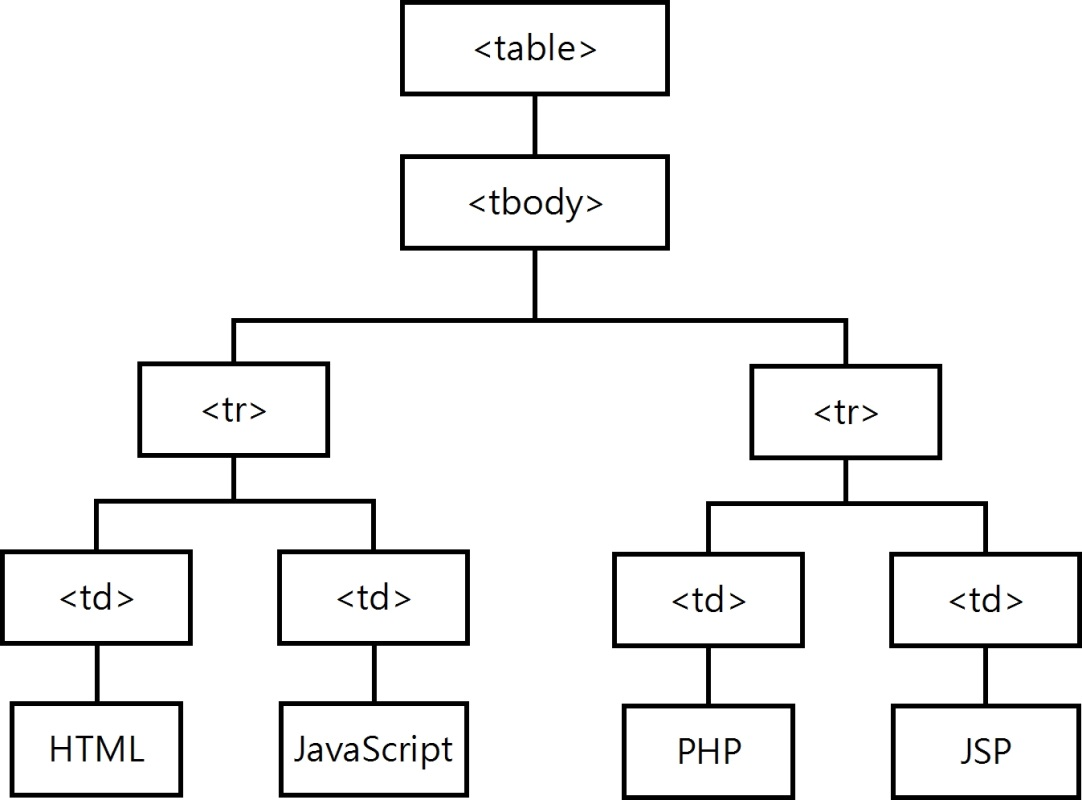 <table>
<tbody>
<tr>
<tr>
<td>
<td>
<td>
<td>
HTML
JavaScript
PHP
JSP